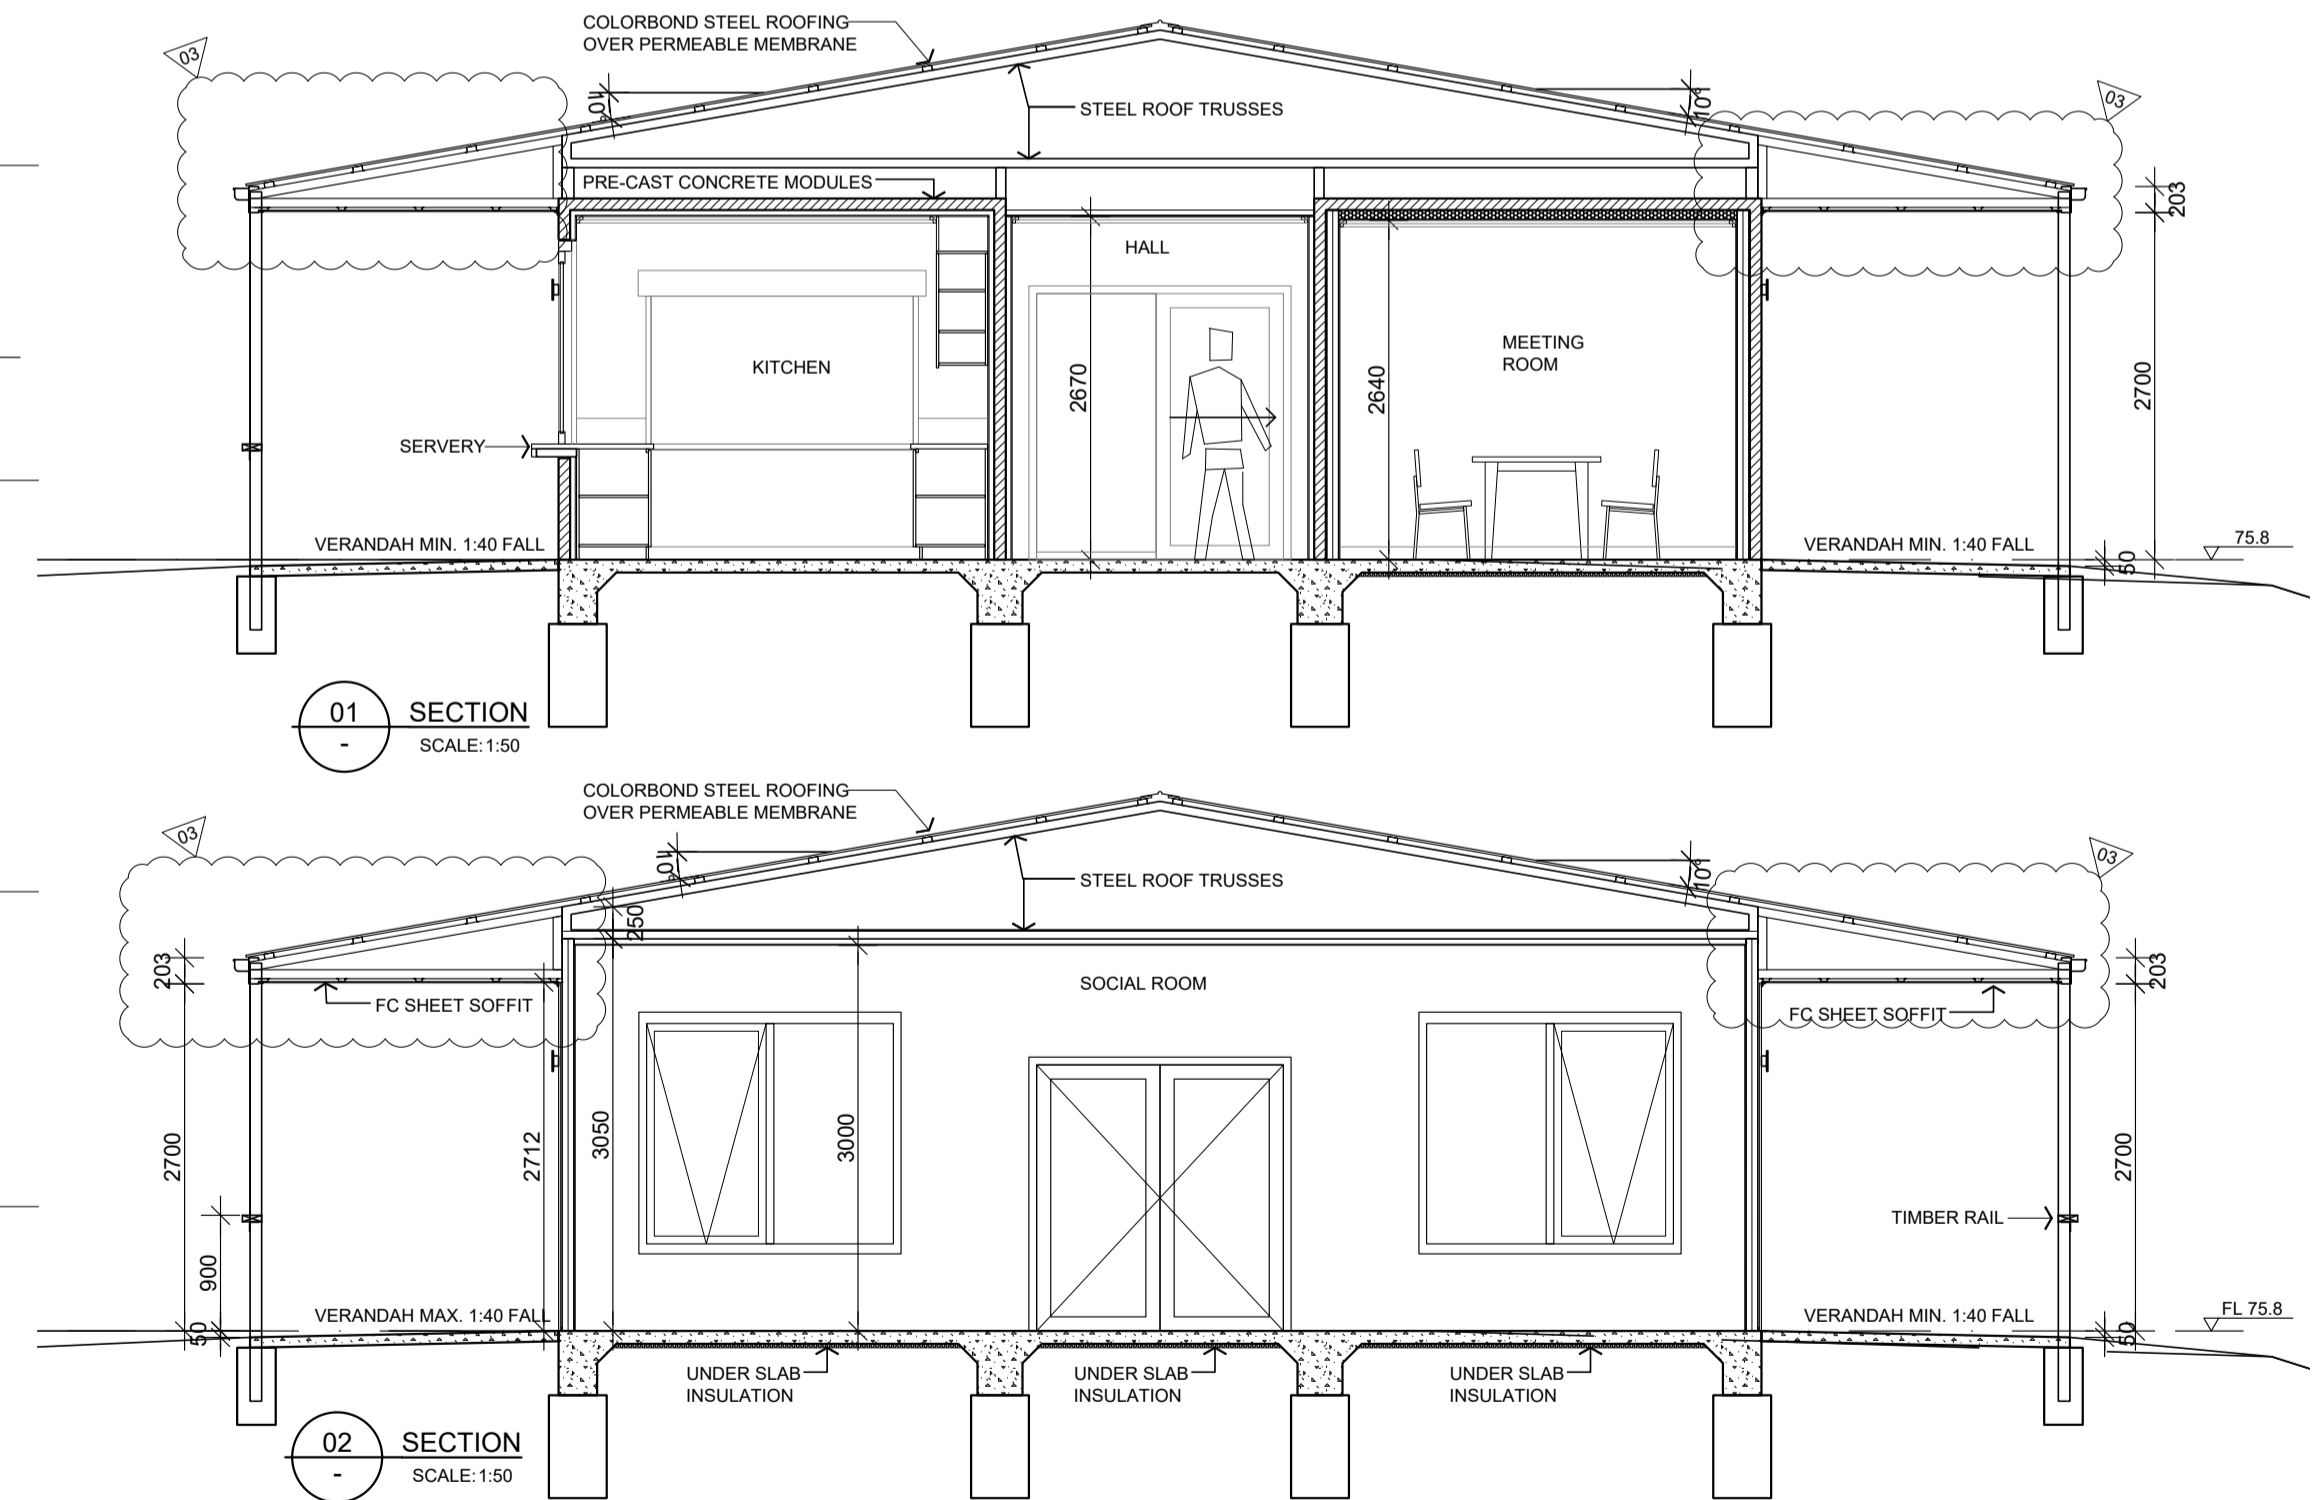 COLORBOND STEEL ROOFING
OVER PERMEABLE MEMBRANE
03
10°
STEEL ROOF TRUSSES
10°
03
PRE-CAST CONCRETE MODULES
203
HALL
KITCHEN
MEETING
ROOM
2670
2640
2700
SERVERY
VERANDAH MIN. 1:40 FALL
VERANDAH MIN. 1:40 FALL
75.8
50
01
SECTION
-
SCALE: 1:50
COLORBOND STEEL ROOFING
OVER PERMEABLE MEMBRANE
03
10°
STEEL ROOF TRUSSES
10°
03
250
203
SOCIAL ROOM
203
FC SHEET SOFFIT
FC SHEET SOFFIT
2700
2712
3050
3000
2700
TIMBER RAIL
900
VERANDAH MAX. 1:40 FALL
VERANDAH MIN. 1:40 FALL
FL 75.8
50
50
UNDER SLAB
INSULATION
UNDER SLAB
INSULATION
UNDER SLAB
INSULATION
02
SECTION
-
SCALE: 1:50